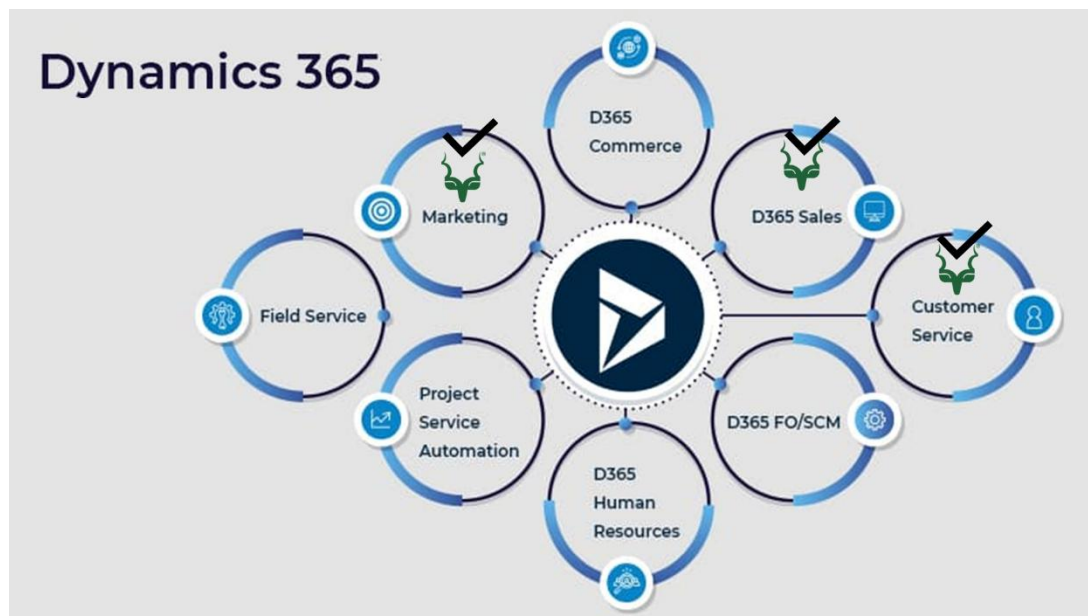 Dynamics 365
D365
Commerce
Marketing
D365 Sales
Customer
Service
Field Service
Project
Service
Automation
D365 FO/SCM
D365
Human
Resources